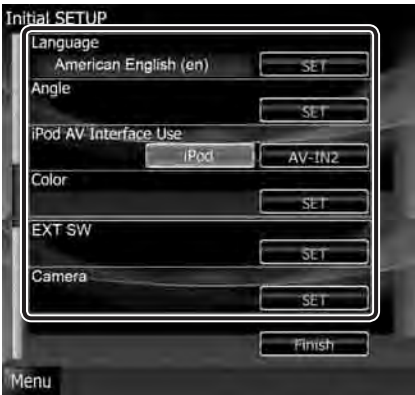 Initial SETUP
Language
American English (en) SET
Angle
SET
iPod AV Interface Use
iPod AV-IN2
Color
SET
EXT SW
SET
Camera
SET
Finish
Menu